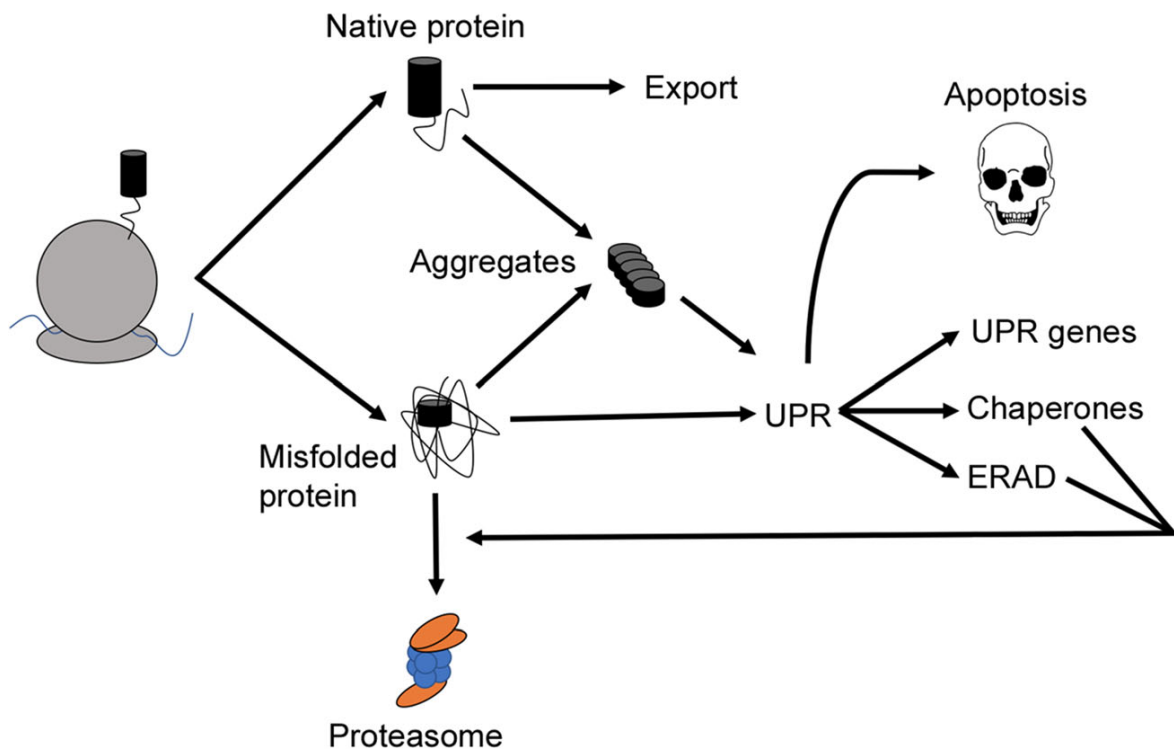 Native protein
Export
Apoptosis
Aggregates
UPR genes
UPR
Chaperones
Misfolded
protein
ERAD
Proteasome